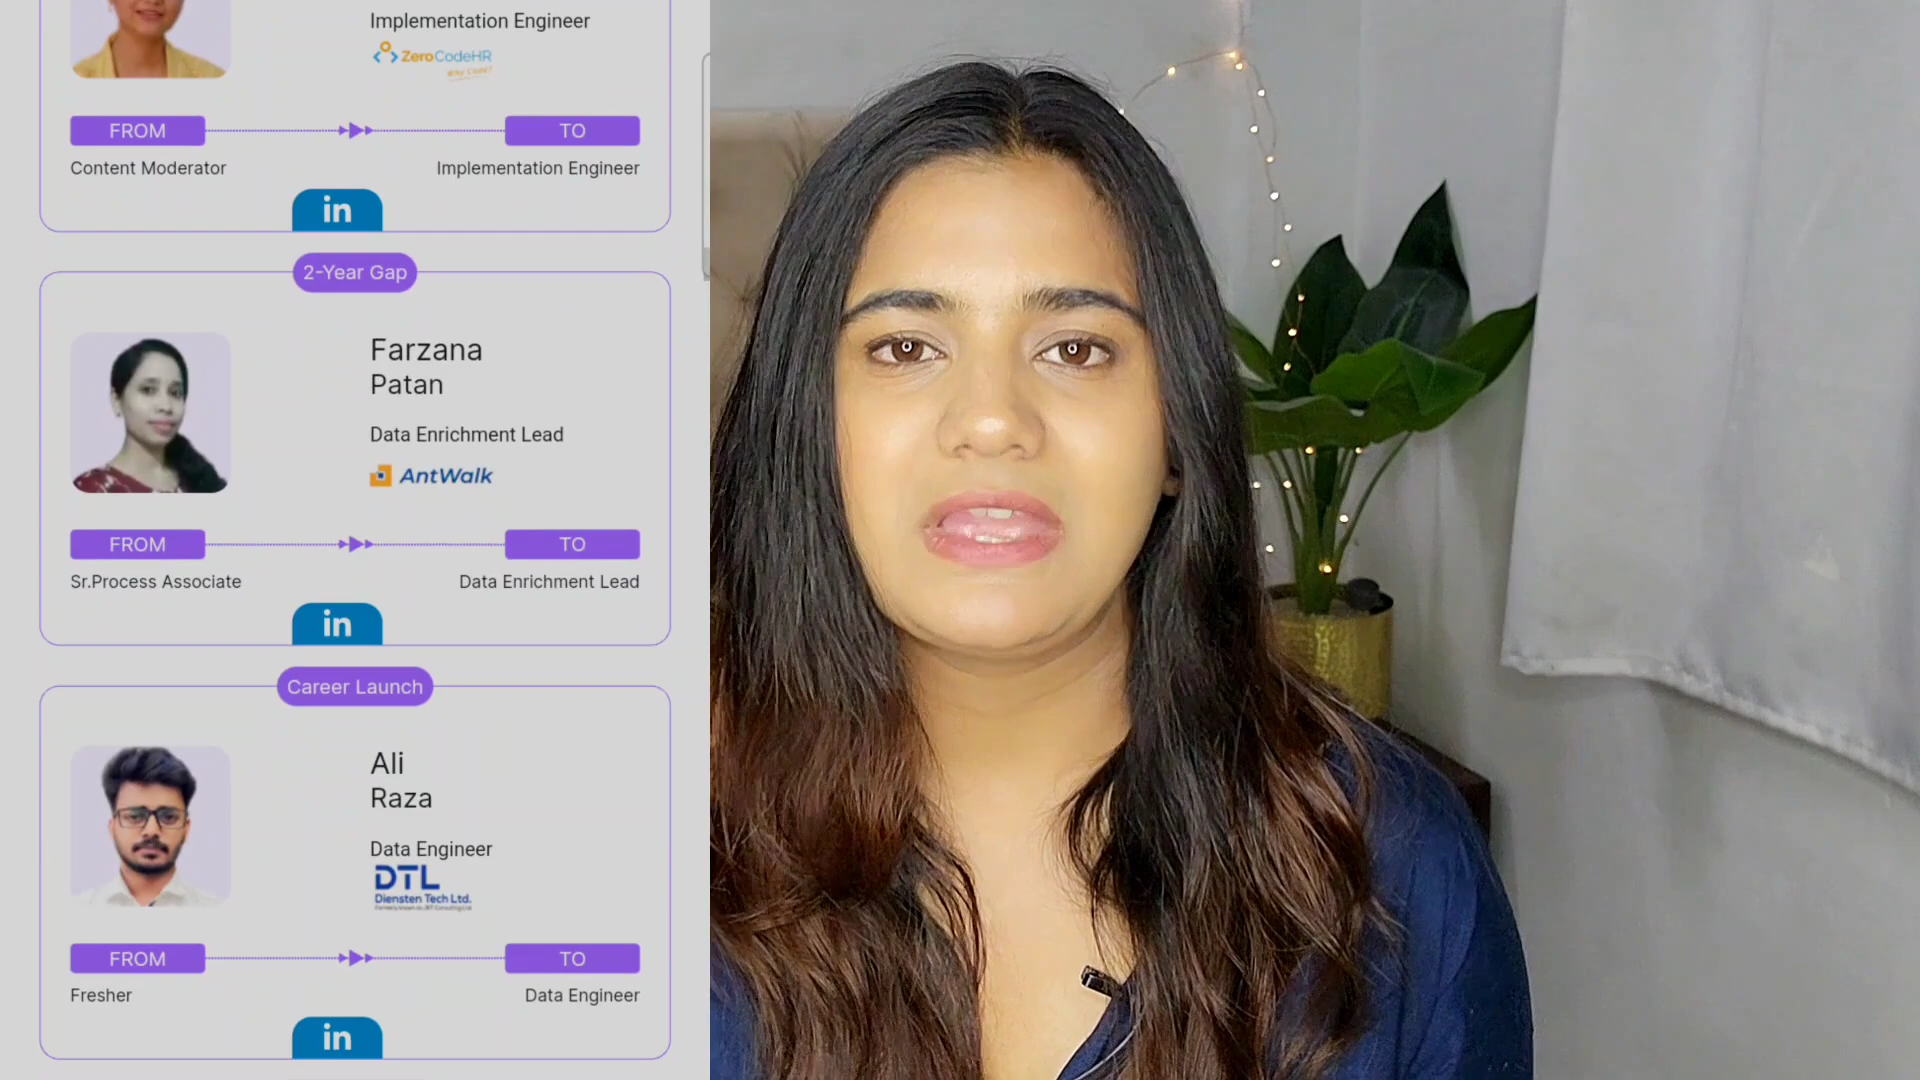 Implementation Engineer
ZeroCodeHR
Why Code?
FROM
TO
Content Moderator
Implementation Engineer
in
2-Year Gap
Farzana
Patan
Data Enrichment Lead
AntWalk
FROM
TO
Sr.Process Associate
Data Enrichment Lead
in
Career Launch
Ali
Raza
Data Engineer
DTL
Diensten Tech Ltd.
FROM
TO
Fresher
Data Engineer
in